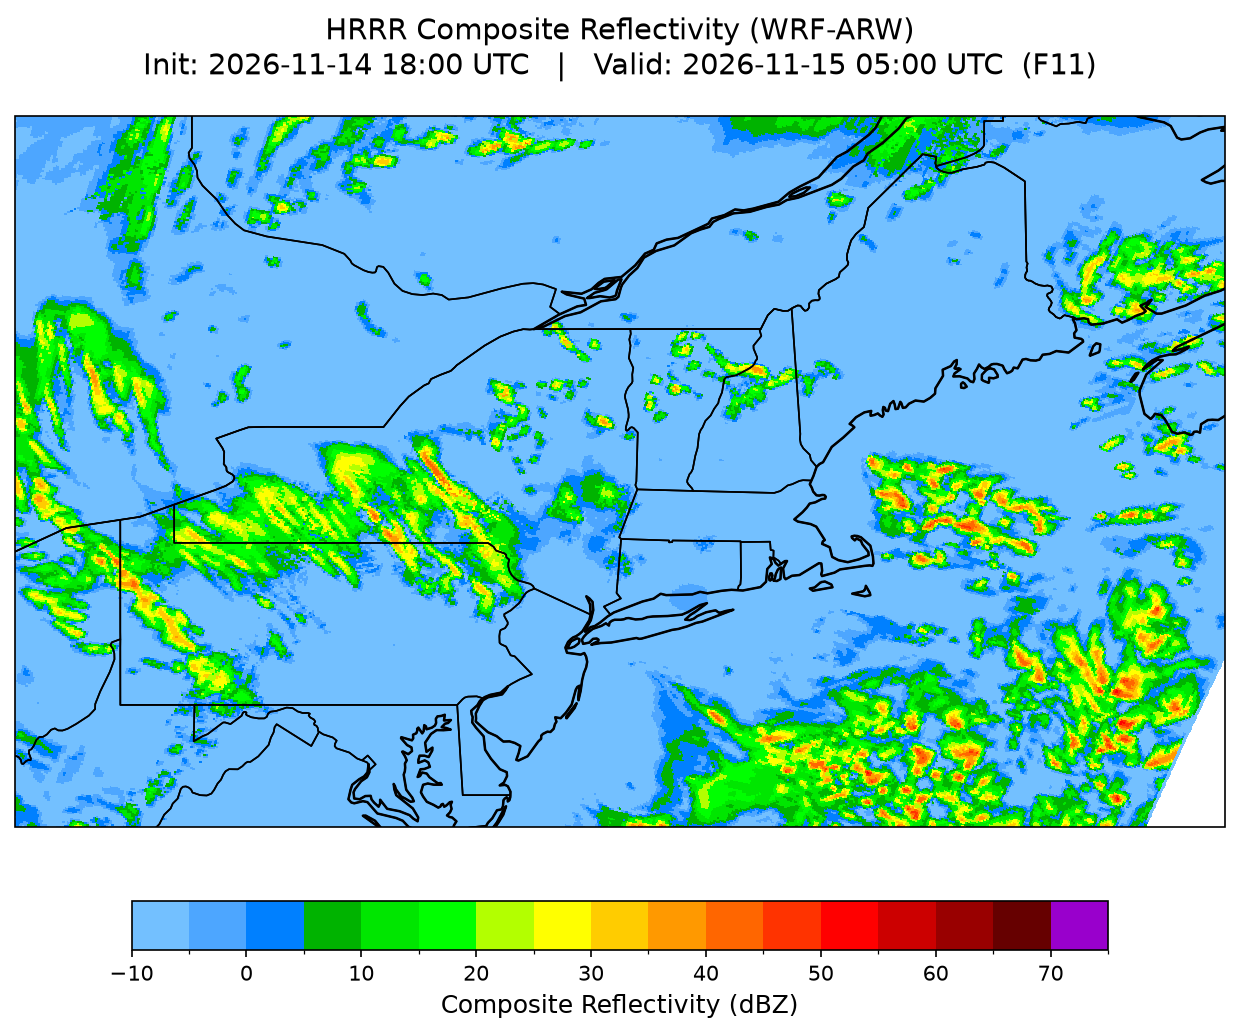 HRRR Composite Reflectivity (WRF-ARW)
Init: 2026-11-14 18:00 UTC   |   Valid: 2026-11-15 05:00 UTC  (F11)
−10 0 10 20 30 40 50 60 70
Composite Reflectivity (dBZ)